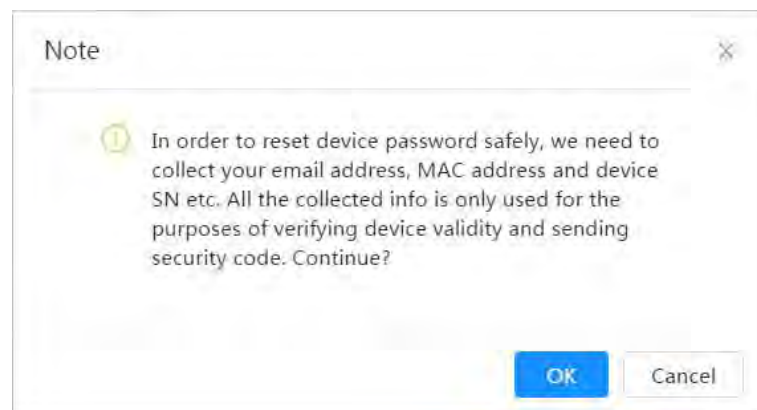 Note
In order to reset device password safely, we need to
collect your email address, MAC address and device
SN etc. All the collected info is only used for the
purposes of verifying device validity and sending
security code. Continue?
OK
Cancel